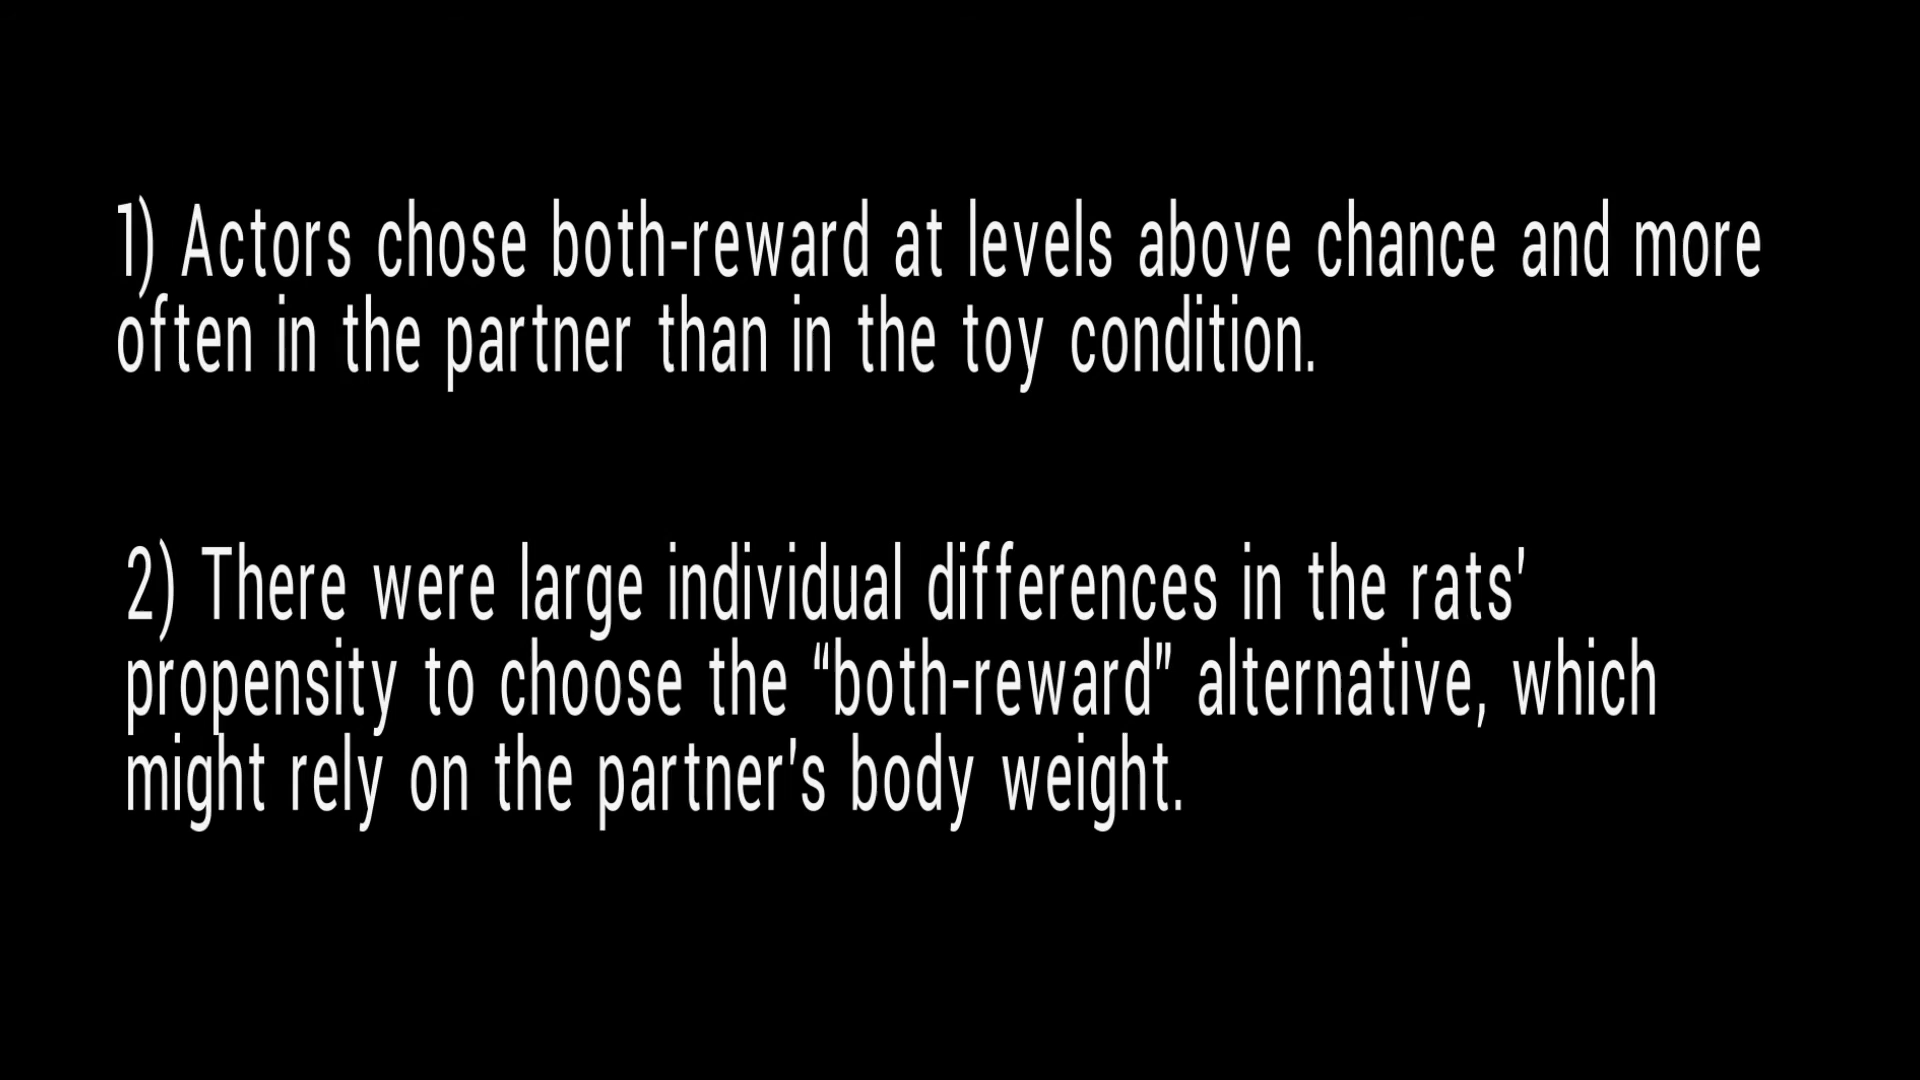 1) Actors chose both-reward at levels above chance and more
often in the partner than in the toy condition.
2) There were large individual differences in the rats'
propensity to choose the “both-reward” alternative, which
might rely on the partner's body weight.